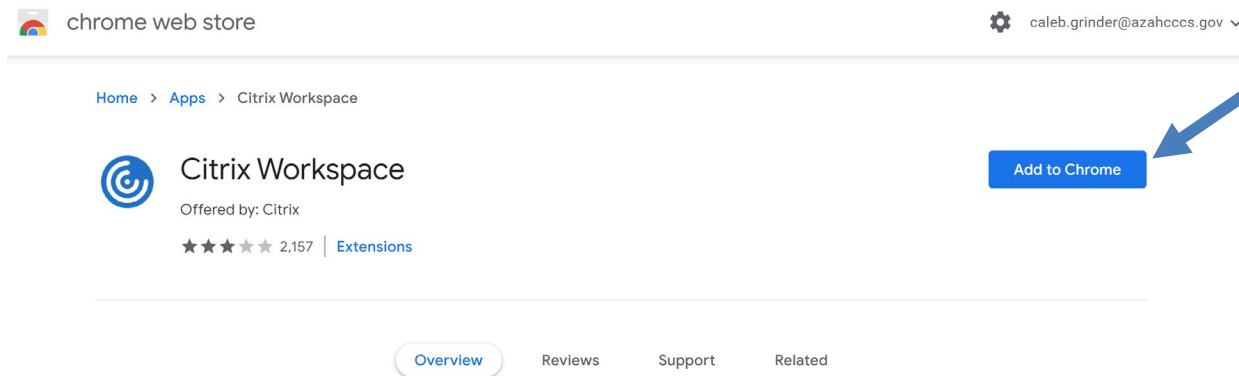 chrome web store
caleb.grinder@azahcccs.gov
Home > Apps > Citrix Workspace
Citrix Workspace
Add to Chrome
Offered by: Citrix
2,157 | Extensions
Overview Reviews Support Related